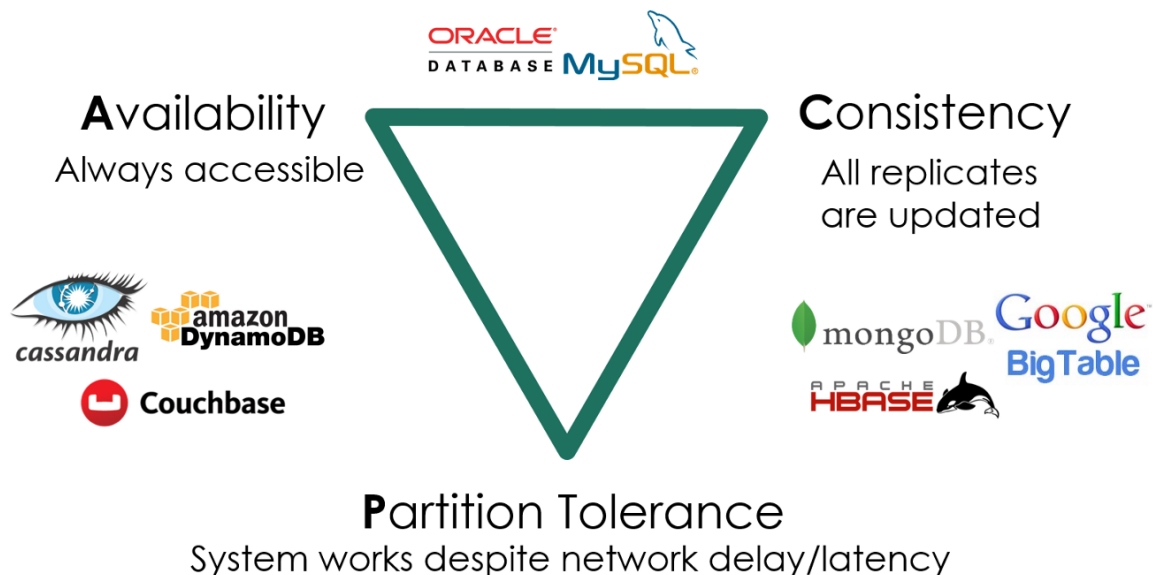 ORACLE®
DATABASE
MySQL®
Availability
Always accessible
Consistency
All replicates
are updated
cassandra
amazon
DynamoDB
Couchbase
mongoDB®
Google™
BigTable
APACHE
HBASE
Partition Tolerance
System works despite network delay/latency